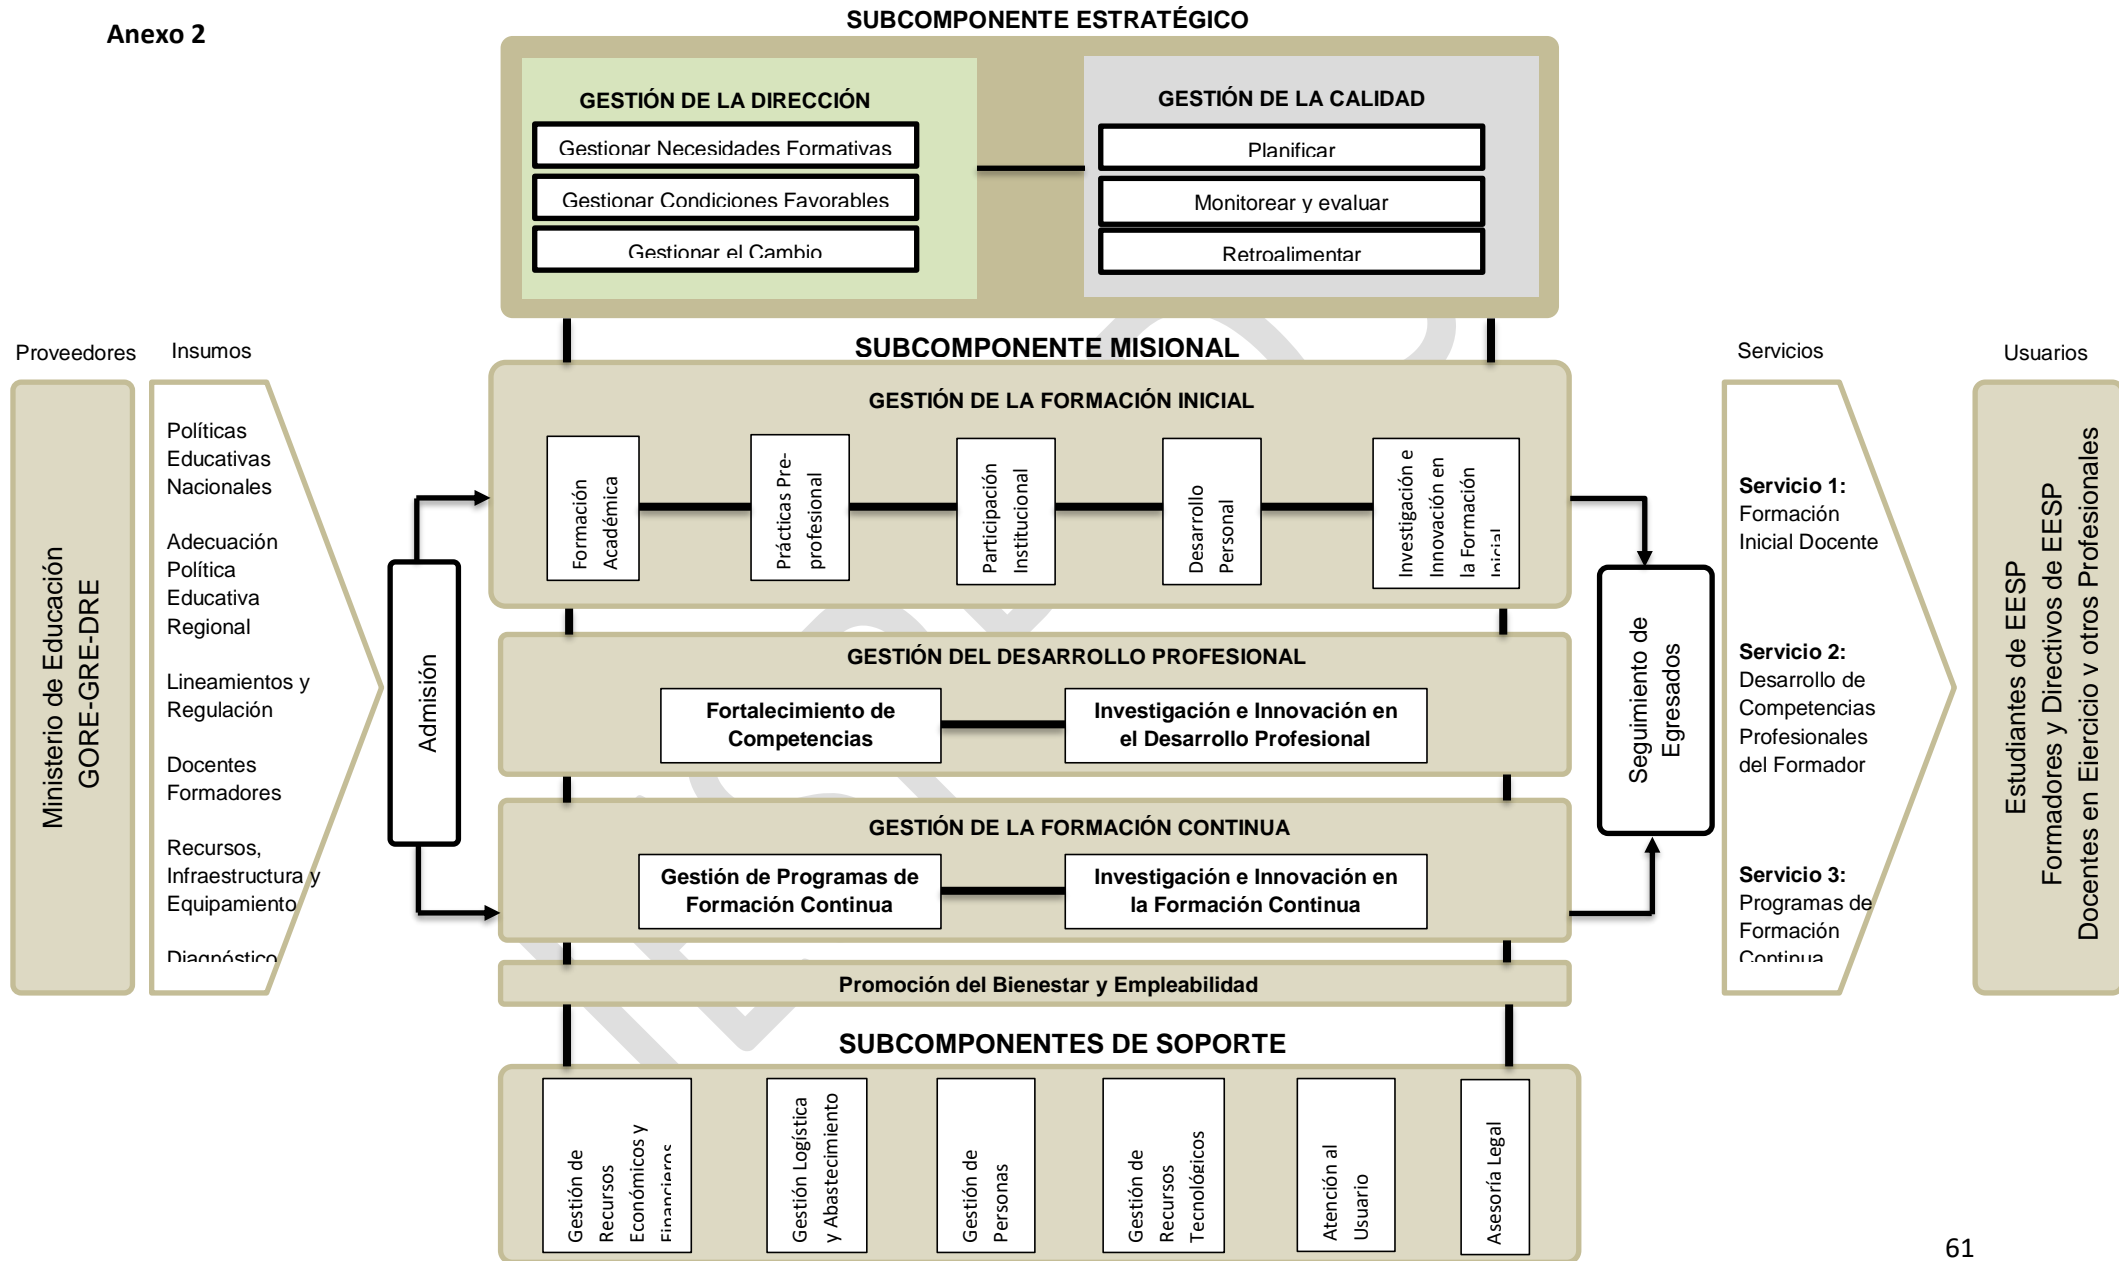 Anexo 2
SUBCOMPONENTE ESTRATÉGICO
GESTIÓN DE LA DIRECCIÓN
Gestionar Necesidades Formativas
Gestionar Condiciones Favorables
Gestionar el Cambio
GESTIÓN DE LA CALIDAD
Planificar
Monitorear y evaluar
Retroalimentar
Proveedores
Ministerio de Educación
GORE-GRE-DRE
Insumos
Políticas
Educativas
Nacionales
Adecuación
Política
Educativa
Regional
Lineamientos y
Regulación
Docentes
Formadores
Recursos,
Infraestructura y
Equipamiento
Diagnóstico
Admisión
SUBCOMPONENTE MISIONAL
GESTIÓN DE LA FORMACIÓN INICIAL
Formación
Académica
Prácticas Pre-
profesional
Participación
Institucional
Desarrollo
Personal
Investigación e
Innovación en
la Formación
Inicial
GESTIÓN DEL DESARROLLO PROFESIONAL
Fortalecimiento de
Competencias
Investigación e Innovación en
el Desarrollo Profesional
GESTIÓN DE LA FORMACIÓN CONTINUA
Gestión de Programas de
Formación Continua
Investigación e Innovación en
la Formación Continua
Promoción del Bienestar y Empleabilidad
SUBCOMPONENTES DE SOPORTE
Gestión de
Recursos
Económicos y
Financieros
Gestión Logística
y Abastecimiento
Gestión de
Personas
Gestión de
Recursos
Tecnológicos
Atención al
Usuario
Asesoría Legal
Seguimiento de
Egresados
Servicios
Servicio 1:
Formación
Inicial Docente
Servicio 2:
Desarrollo de
Competencias
Profesionales
del Formador
Servicio 3:
Programas de
Formación
Continua
Usuarios
Estudiantes de EESP
Formadores y Directivos de EESP
Docentes en Ejercicio y otros Profesionales
61